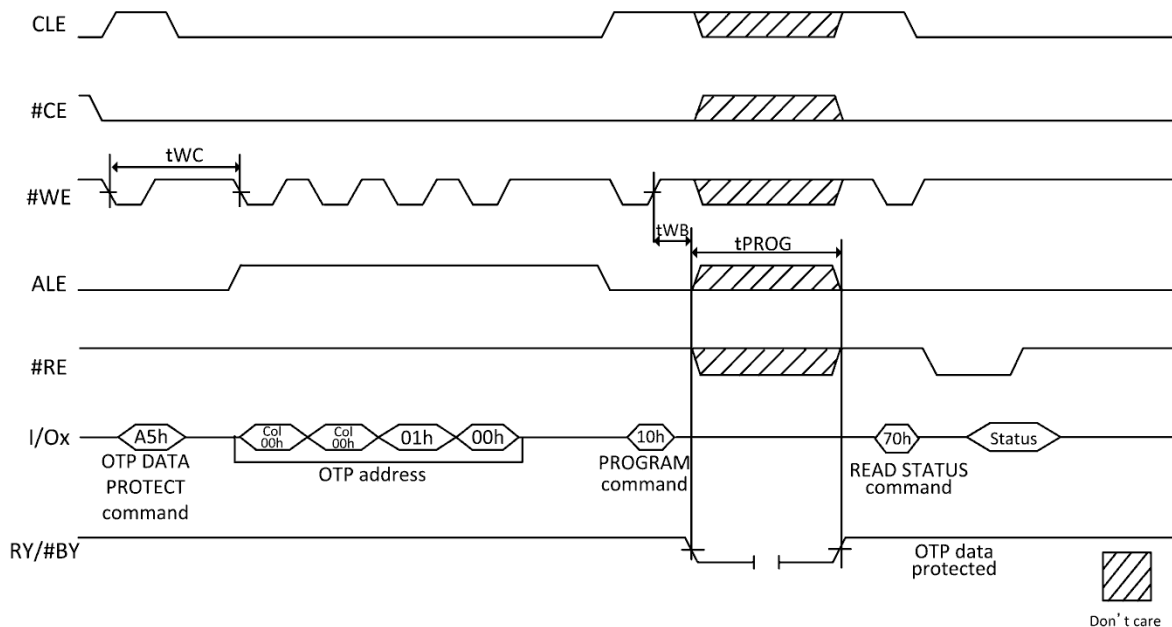 CLE
#CE
tWC
#WE
tWB
tPROG
ALE
#RE
I/Ox
A5h
Col
00h
Col
00h
01h
00h
10h
70h
Status
OTP DATA
PROTECT
command
OTP address
PROGRAM
command
READ STATUS
command
RY/#BY
OTP data
protected
Don't care